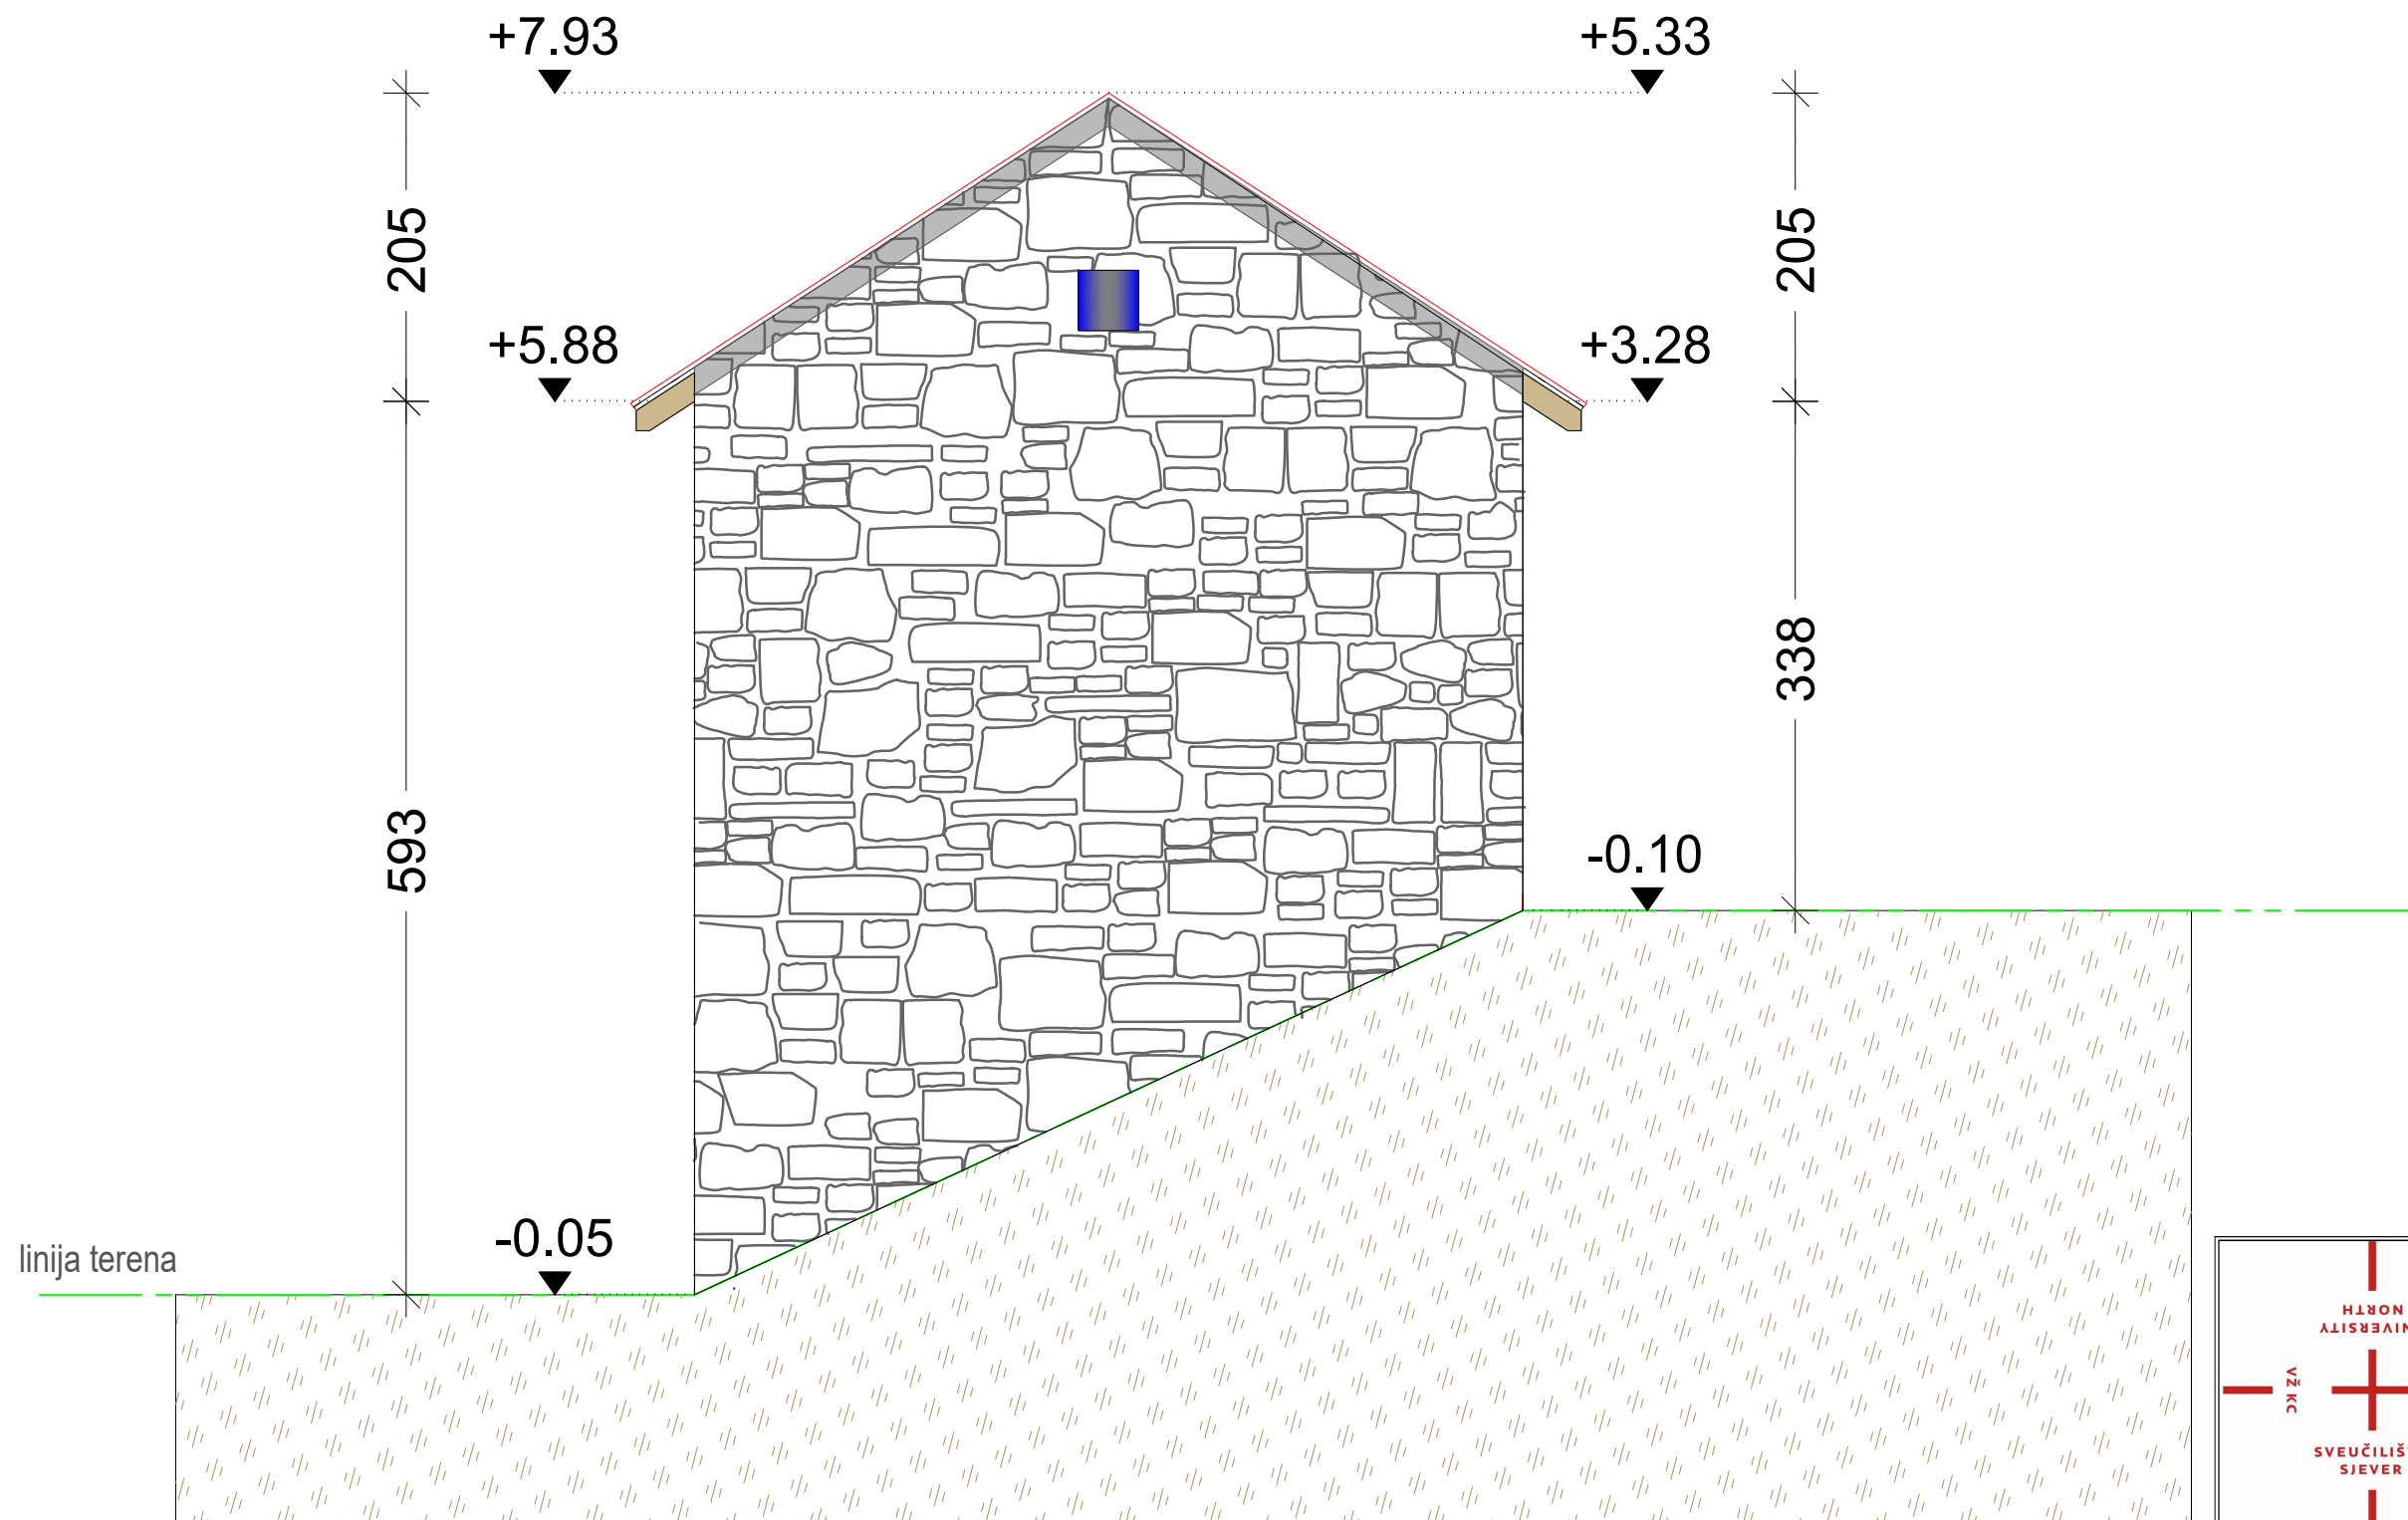 +7.93
+5.33
205
205
+5.88
+3.28
338
593
-0.10
-0.05
linija terena
NORTH
VŽ KC
SJEVER